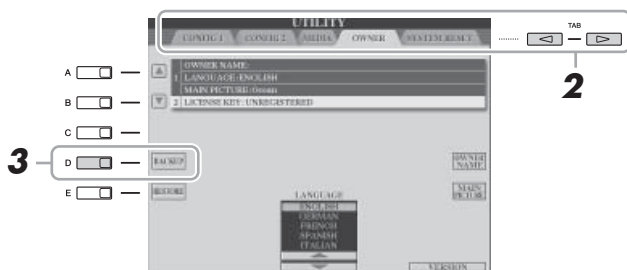 UTILITY
CONFIG 1 CONFIG 2 MEDIA OWNER SYSTEM RESET
TAB
2
OWNER NAME:
1 LANGUAGE:ENGLISH
MAIN PICTURE:
2 LICENSE KEY: UNREGISTERED
A
B
C
3
D
BACKUP
OWNER NAME
E
RESTORE
MAIN PICTURE
LANGUAGE
ENGLISH
GERMAN
FRENCH
SPANISH
ITALIAN
VERSION